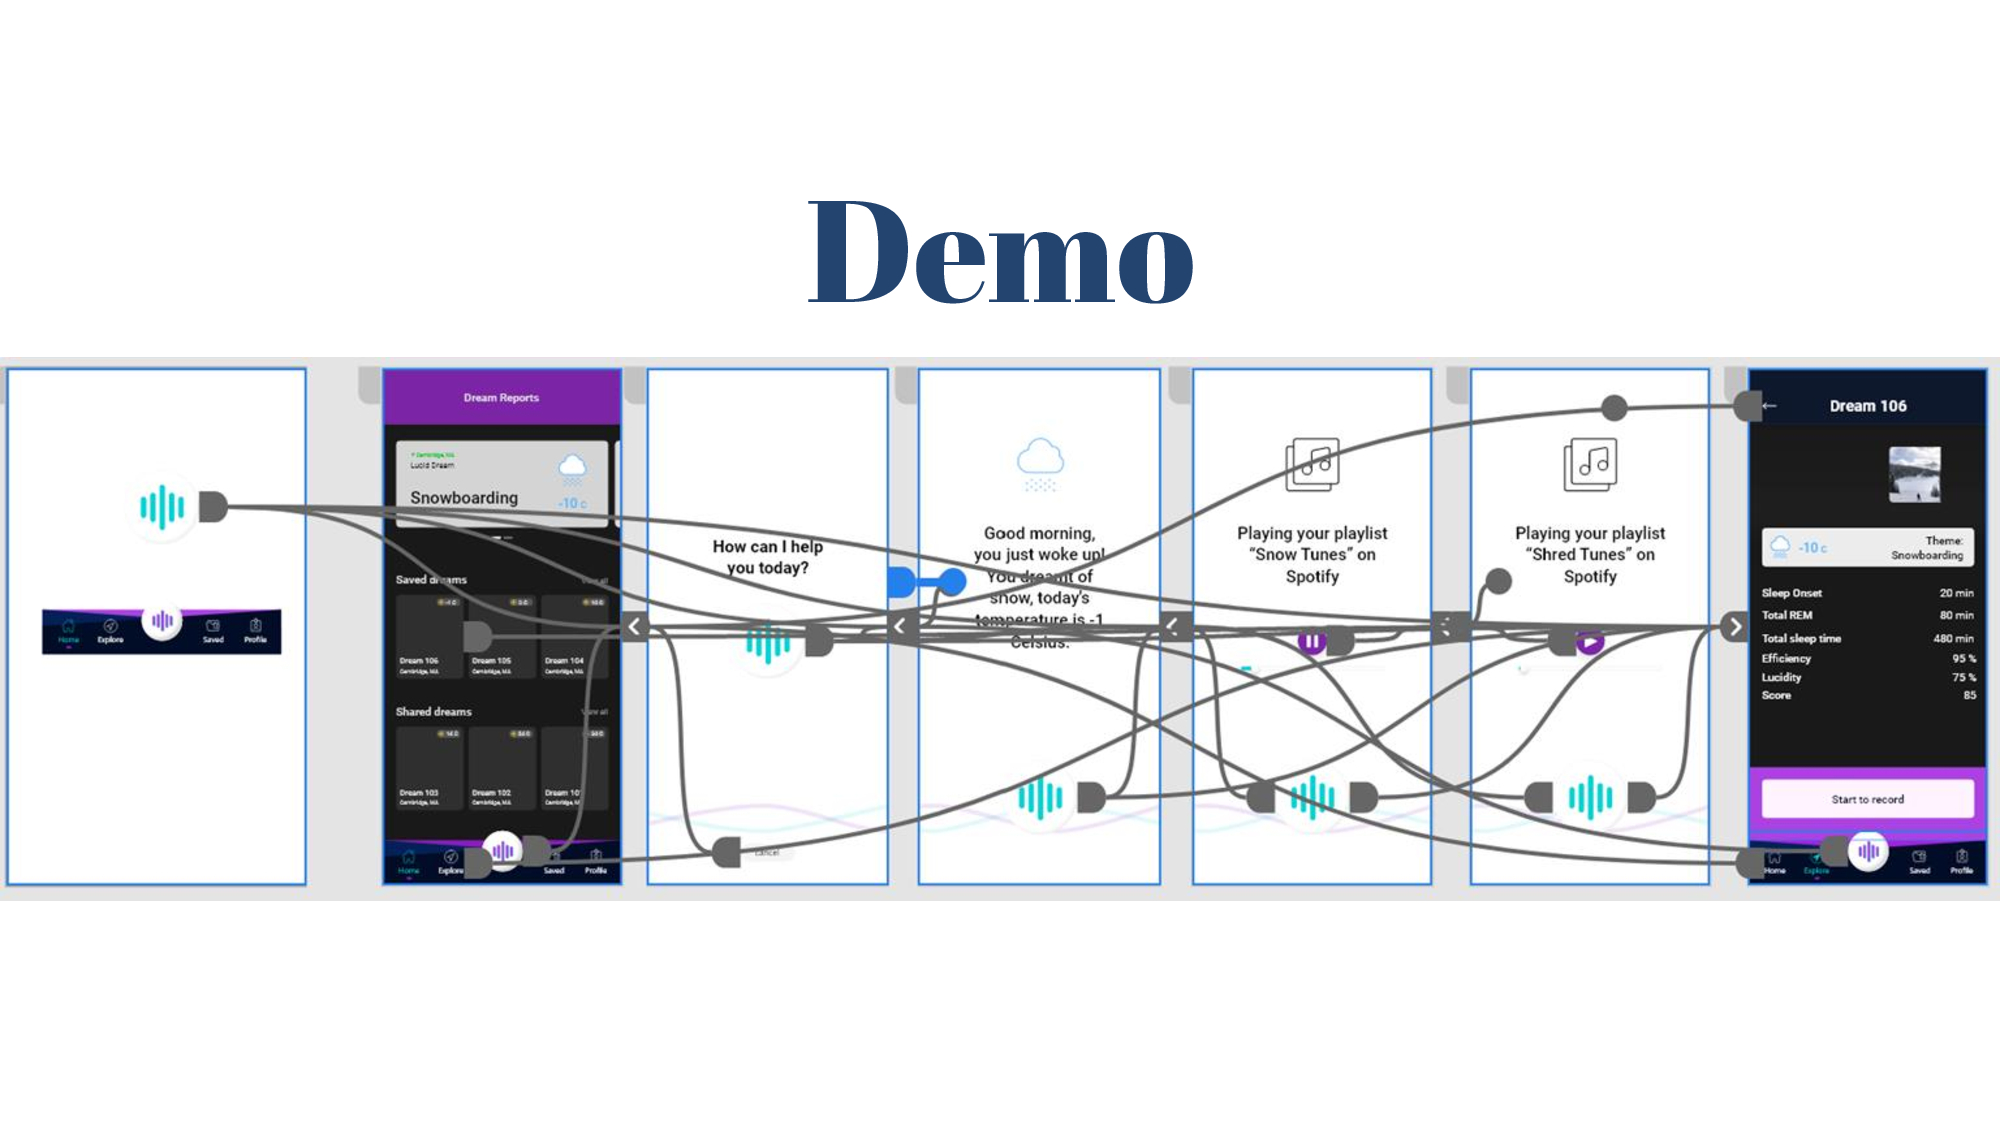 Demo
Home
Explore
Saved
Profile
Dream Reports
Cambridge, MA
Lucid Dream
Snowboarding
-10 c
Saved dreams
Dream 106
Cambridge, MA
Dream 105
Cambridge, MA
Dream 104
Cambridge, MA
Shared dreams
View all
Dream 103
Cambridge, MA
Dream 102
Cambridge, MA
Dream 10
Cambridge, M
Home
Explore
Saved
Profile
How can I help
you today?
cancel
Good morning,
you just woke up!
You dreamt of
snow, today's
temperature is -1
Celsius.
Playing your playlist
“Snow Tunes” on
Spotify
Playing your playlist
“Shred Tunes” on
Spotify
Dream 106
-10 c
Theme:
Snowboarding
Sleep Onset 20 min
Total REM 80 min
Total sleep time 480 min
Efficiency 95 %
Lucidity 75 %
Score 85
Start to record
Home
Explore
Saved
Profile